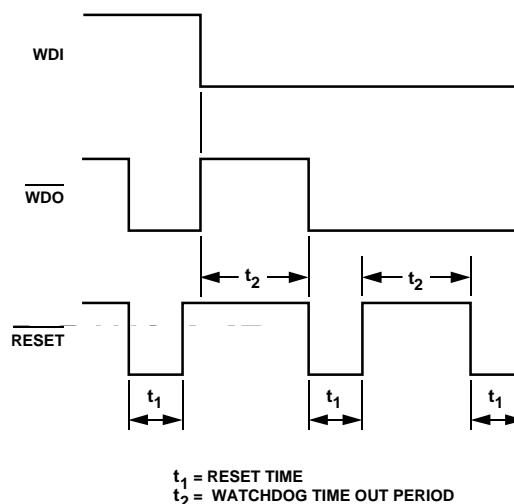 WDI
WDO
t2
t2
RESET
t1
t1
t1
t1 = RESET TIME
t2 = WATCHDOG TIME OUT PERIOD